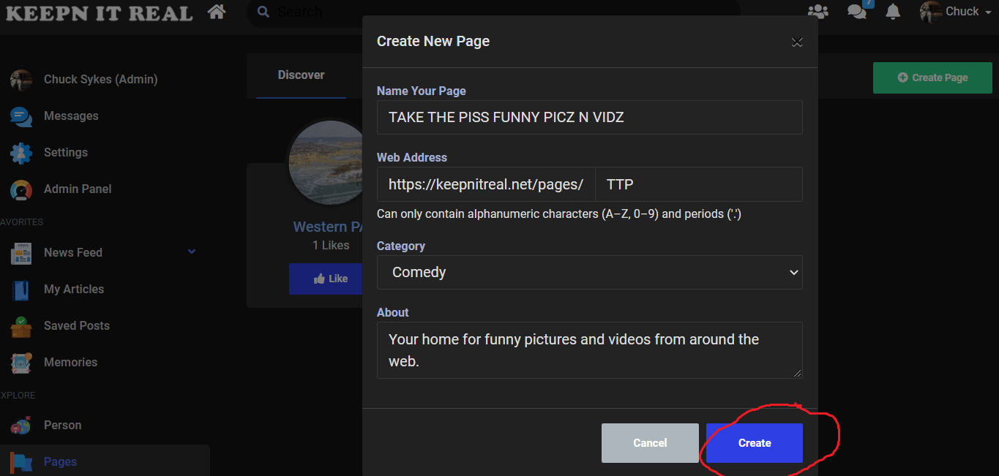 KEEPN IT REAL
Search
7
Chuck
Chuck Sykes (Admin)
Messages
Settings
Admin Panel
AVORITES
News Feed
My Articles
Saved Posts
Memories
XPLORE
Person
Pages
Discover
Create Page
Western PA
1 Likes
Like
Create New Page
Name Your Page
TAKE THE PISS FUNNY PICZ N VIDZ
Web Address
https://keepnitreal.net/pages/ TTP
Can only contain alphanumeric characters (A–Z, 0–9) and periods ('.')
Category
Comedy
About
Your home for funny pictures and videos from around the
web.
Cancel
Create